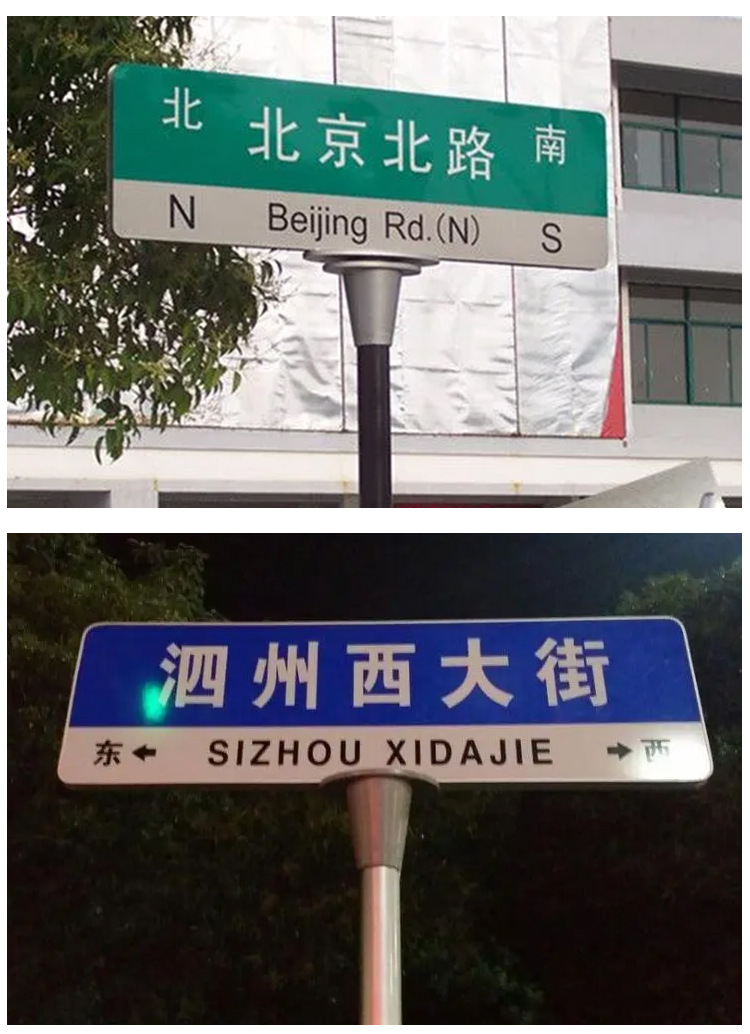 北 北京北路 南
N Beijing Rd.(N) S
泗州西大街
东 ← SIZHOU XIDAJIE → 西